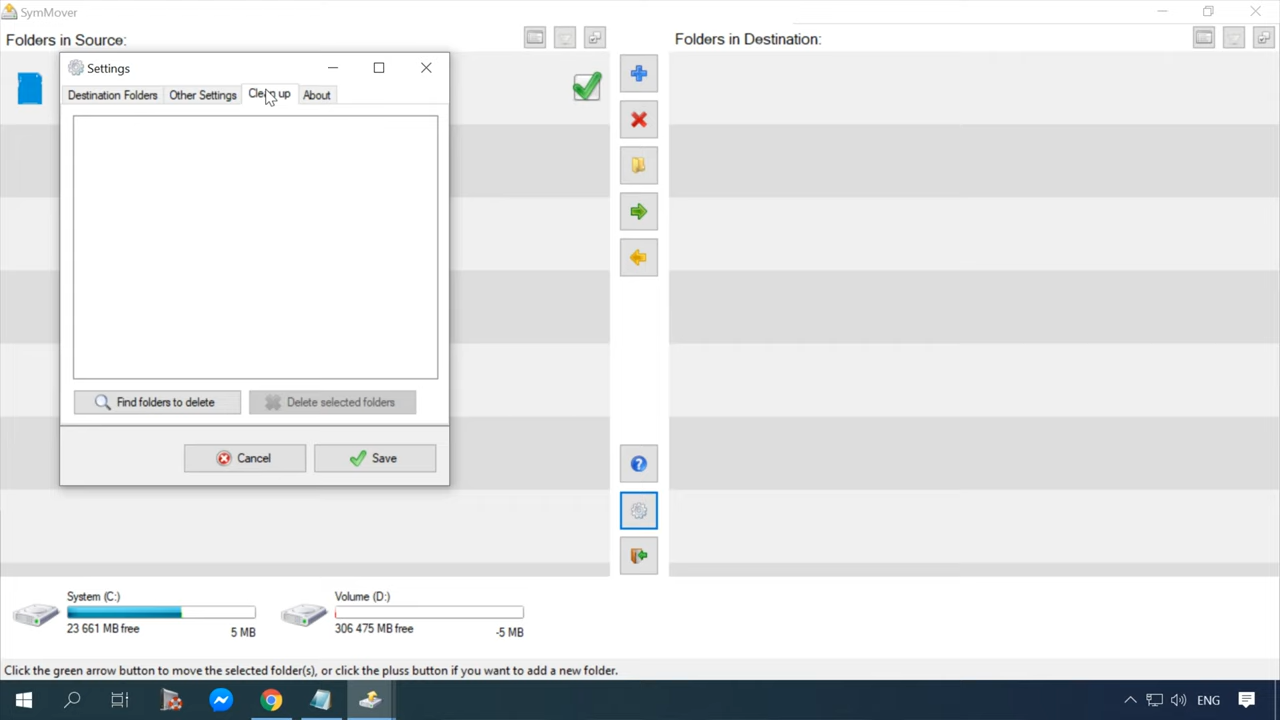 SymMover
Folders in Source:
Folders in Destination:
Settings
Destination Folders
Other Settings
About
Find folders to delete
Delete selected folders
Cancel
Save
System (C:)
23 661 MB free
5 MB
Volume (D:)
306 475 MB free
-5 MB
Click the green arrow button to move the selected folder(s), or click the pluss button if you want to add a new folder.
ENG